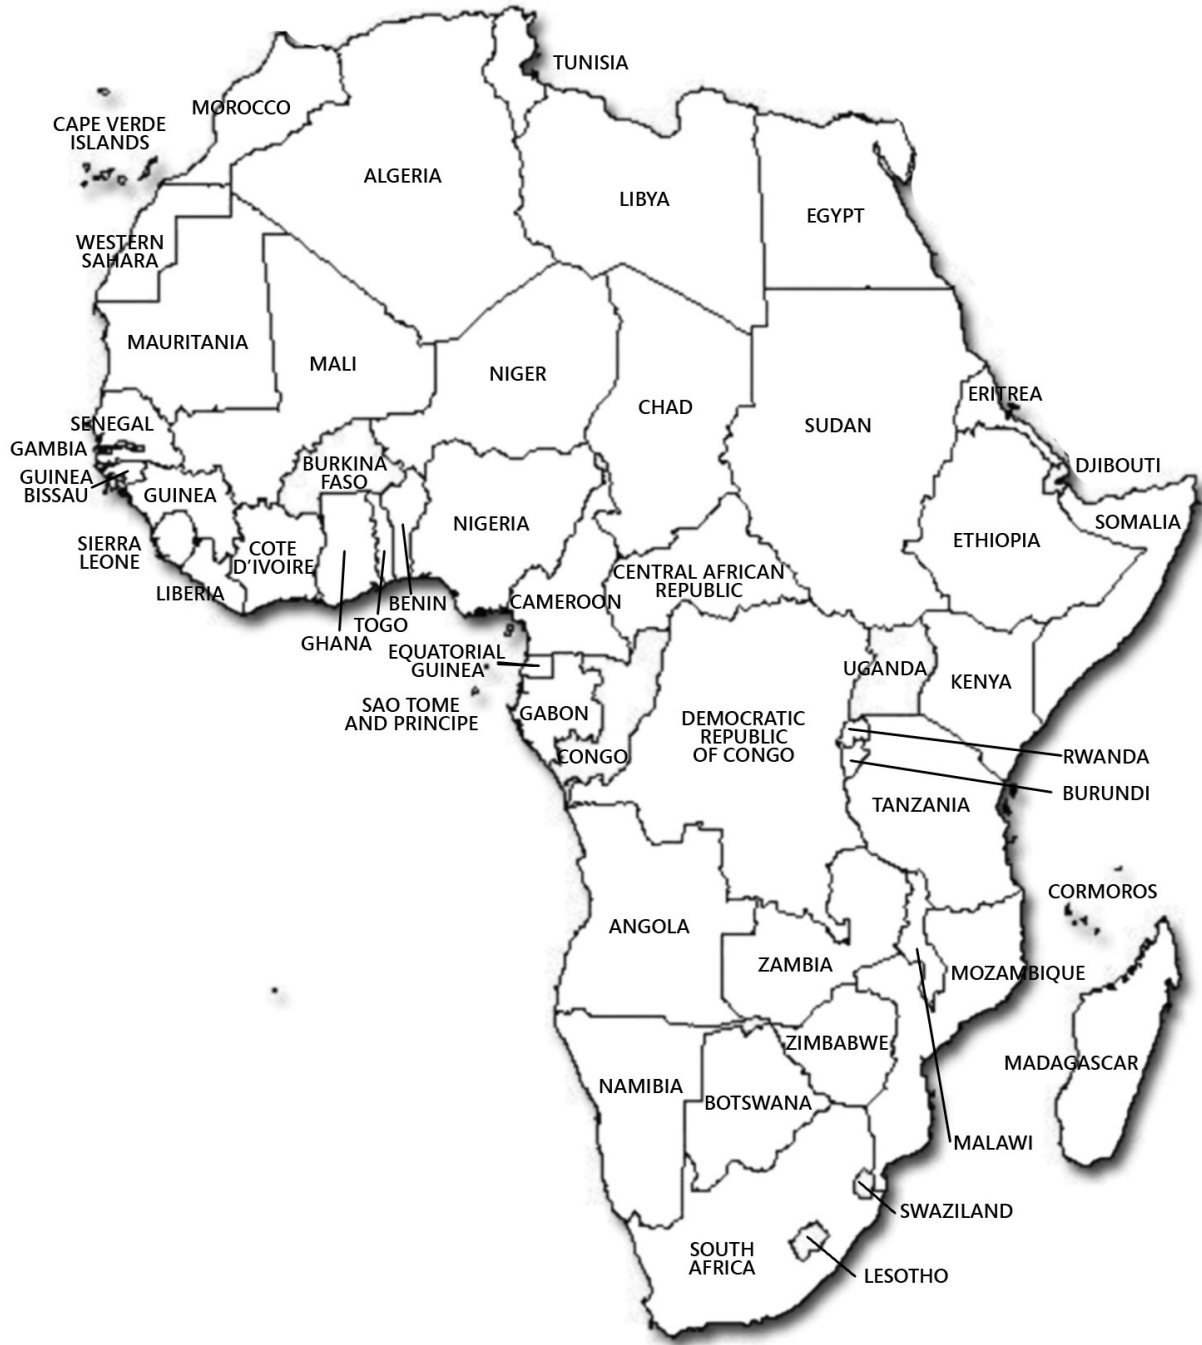 TUNISIA
MOROCCO
CAPE VERDE
ISLANDS
ALGERIA
LIBYA
EGYPT
WESTERN
SAHARA
MAURITANIA
MALI
NIGER
CHAD
SUDAN
ERITREA
SENEGAL
GAMBIA
GUINEA
BISSAU
GUINEA
BURKINA
FASO
DJIBOUTI
SOMALIA
NIGERIA
ETHIOPIA
SIERRA
LEONE
COTE
D'IVOIRE
LIBERIA
CENTRAL AFRICAN
REPUBLIC
BENIN
CAMEROON
TOGO
GHANA
EQUATORIAL
GUINEA
UGANDA
KENYA
SAO TOME
AND PRINCIPE
GABON
DEMOCRATIC
REPUBLIC
OF CONGO
CONGO
RWANDA
BURUNDI
TANZANIA
CORMOROS
ANGOLA
ZAMBIA
MOZAMBIQUE
ZIMBABWE
MADAGASCAR
NAMIBIA
BOTSWANA
MALAWI
SWAZILAND
SOUTH
AFRICA
LESOTHO